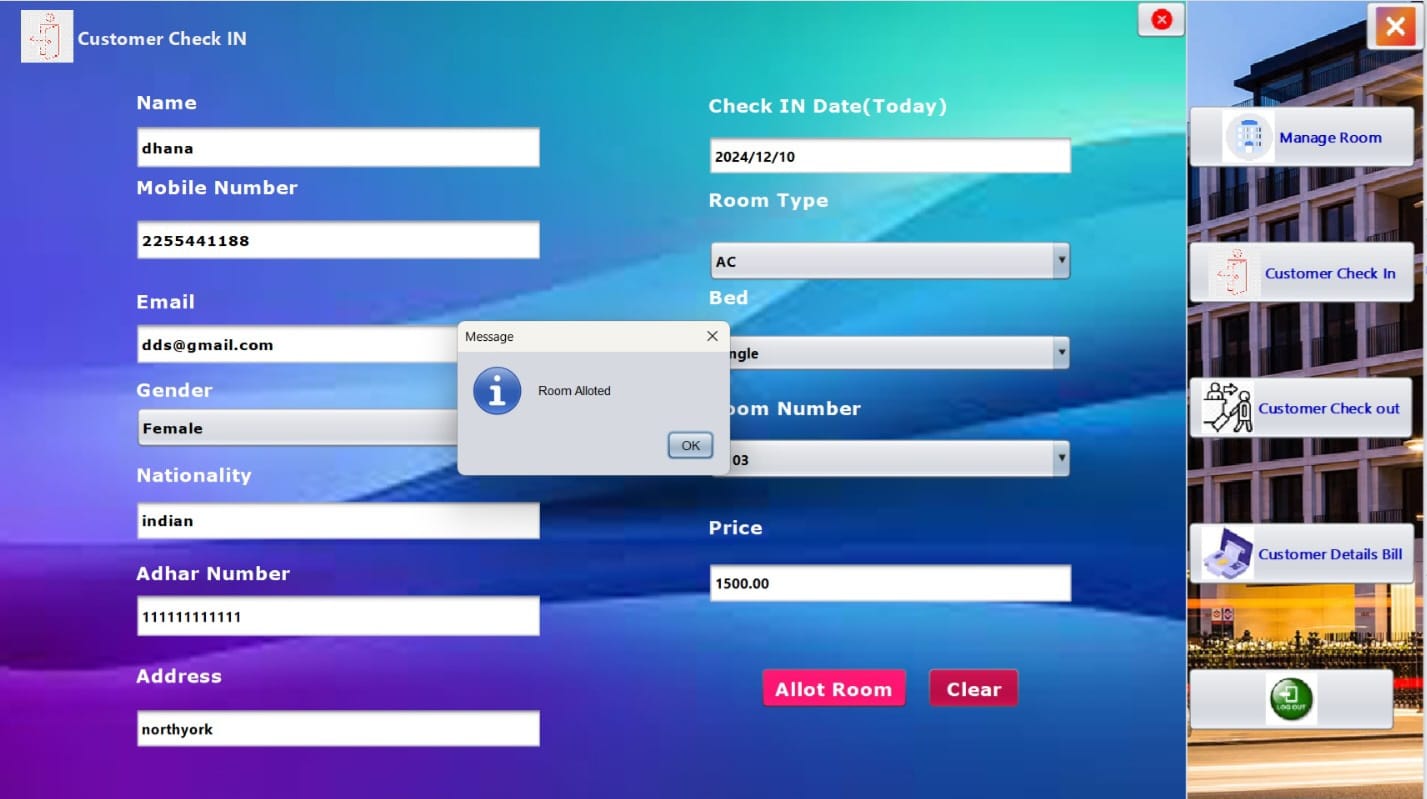 Customer Check IN
Name
dhana
Mobile Number
2255441188
Email
dds@gmail.com
Gender
Female
Nationality
indian
Adhar Number
111111111111
Address
northyork
Message
Room Alloted
OK
Check IN Date(Today)
2024/12/10
Room Type
AC
Bed
ngle
oom Number
03
Price
1500.00
Allot Room
Clear
Manage Room
Customer Check In
Customer Check out
Customer Details Bill
LOG OUT